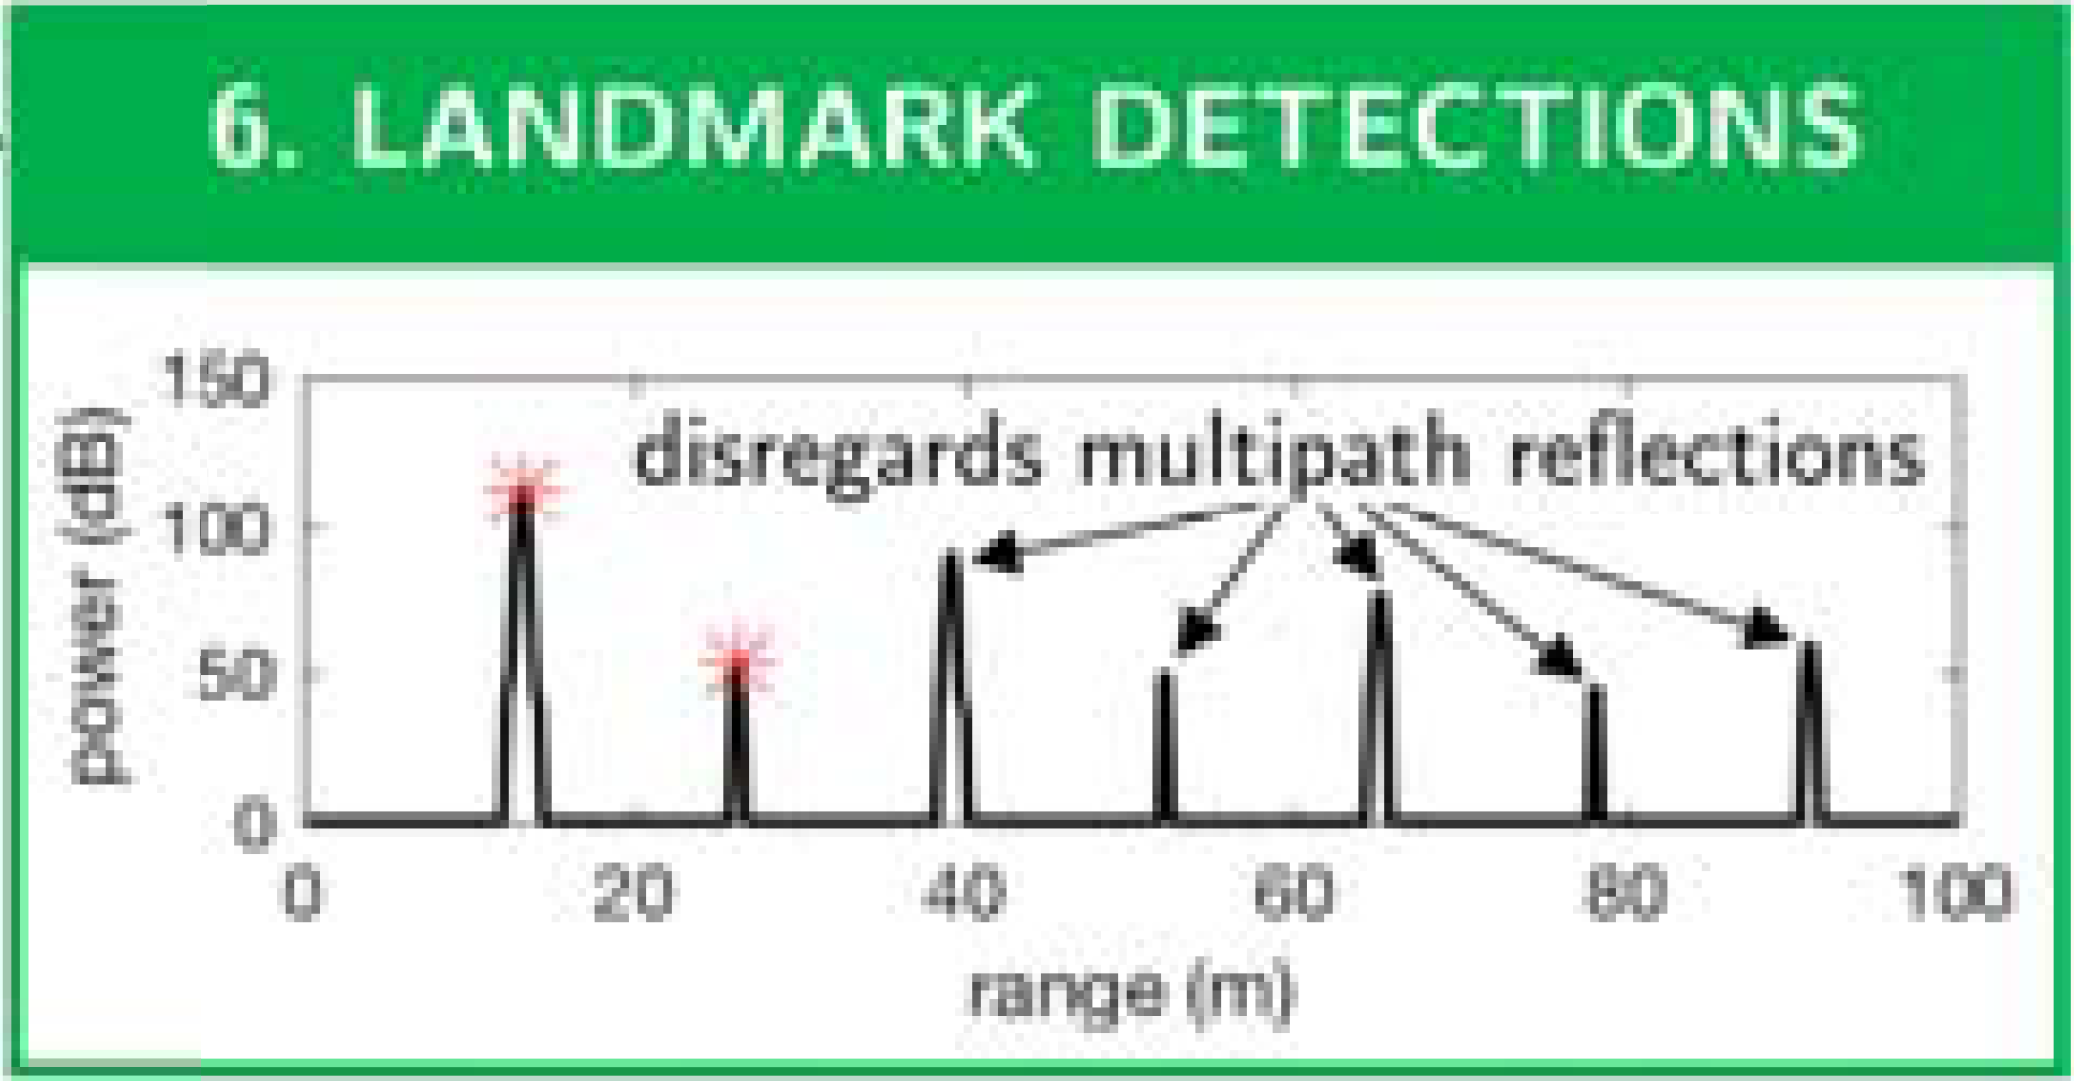 6. LANDMARK DETECTIONS
150
disregards multipath reflections
100
50
0
power (dB)
0 20 40 60 80 100
range (m)